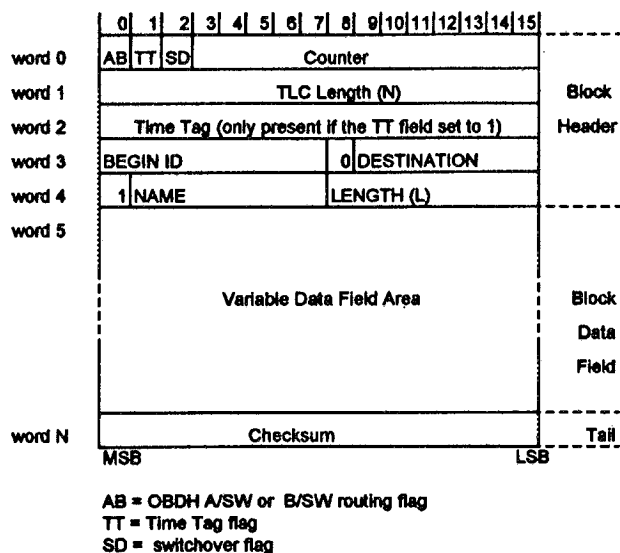 0 1 2 3 4 5 6 7 8 9 10 11 12 13 14 15
word 0 AB TT SD Counter
word 1 TLC Length (N) Block
word 2 Time Tag (only present if the TT field set to 1) Header
word 3 BEGIN ID 0 DESTINATION
word 4 1 NAME LENGTH (L)
word 5
Variable Data Field Area Block
Data
Field
word N Checksum Tail
MSB LSB
AB = OBDH A/SW or B/SW routing flag
TT = Time Tag flag
SD = switchover flag